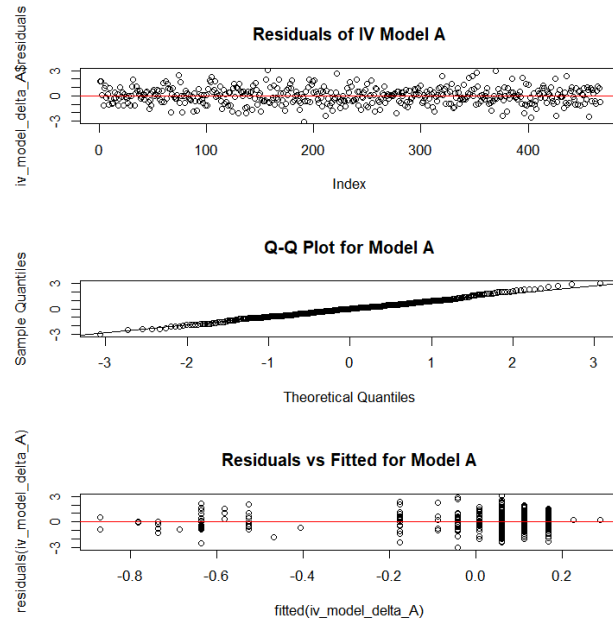 Residuals of IV Model A
iv_model_delta_A$residuals
3
0
-3
0 100 200 300 400
Index
Q-Q Plot for Model A
Sample Quantiles
3
0
-3
-3 -2 -1 0 1 2 3
Theoretical Quantiles
Residuals vs Fitted for Model A
residuals(iv_model_delta_A)
3
0
-3
-0.8 -0.6 -0.4 -0.2 0.0 0.2
fitted(iv_model_delta_A)